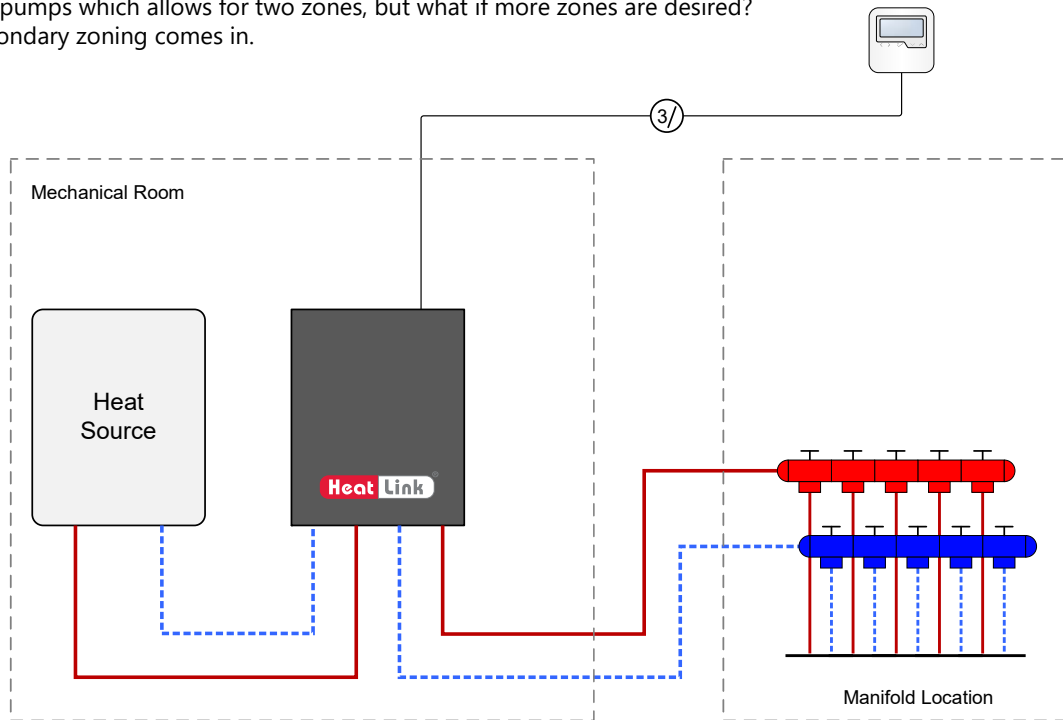 pumps which allows for two zones, but what if more zones are desired?
ondary zoning comes in.
3/
Mechanical Room
Heat
Source
Heat Link®
Manifold Location